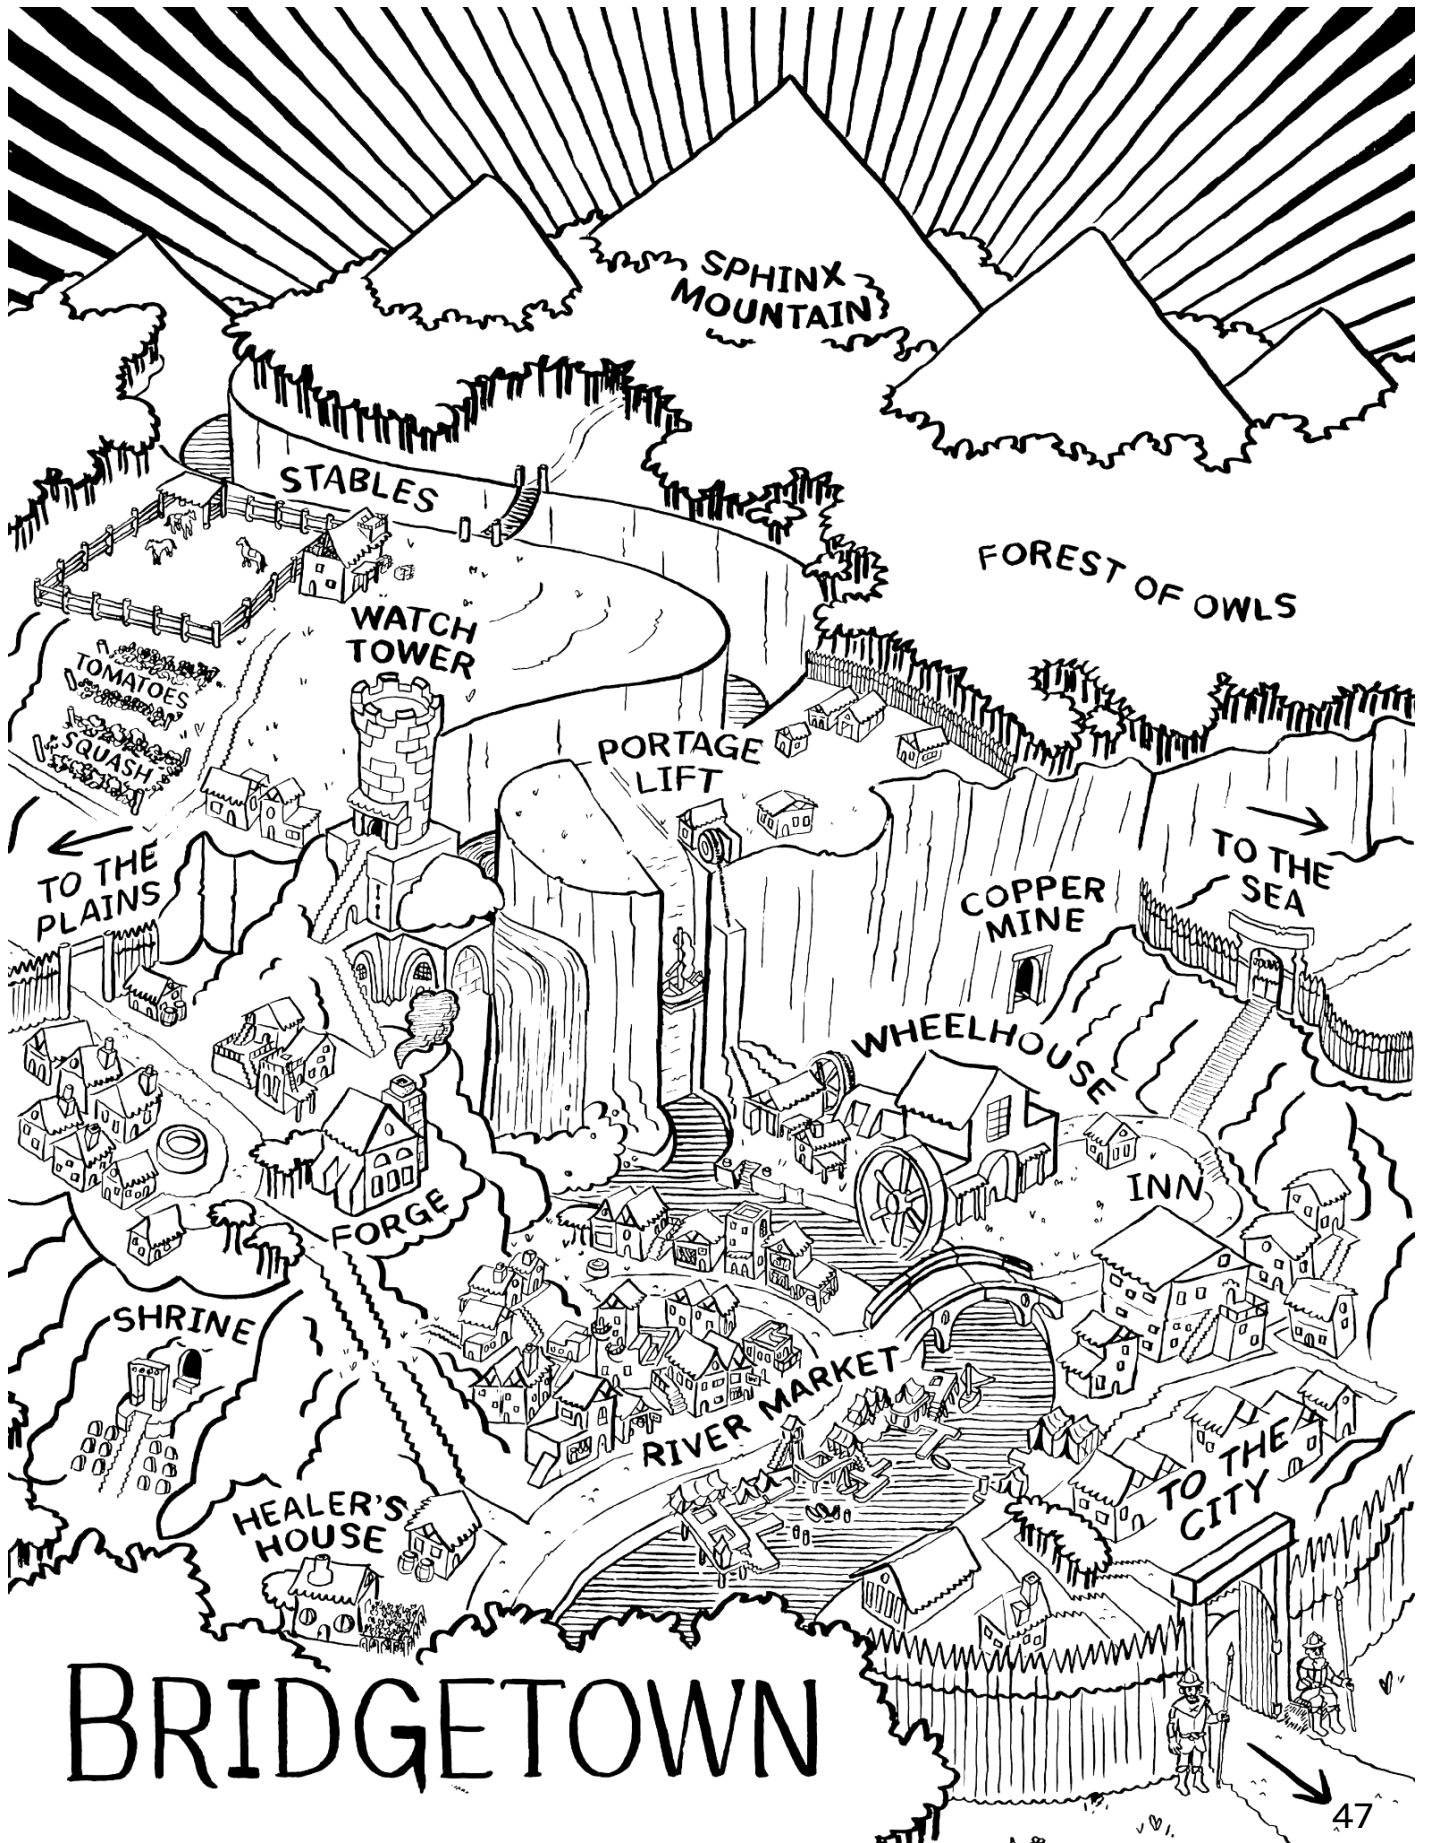 SPHINX
MOUNTAIN
STABLES
FOREST OF OWLS
WATCH
TOWER
TOMATOES
SQUASH
PORTAGE
LIFT
TO THE
PLAINS
TO THE
SEA
COPPER
MINE
WHEELHOUSE
INN
FORGE
SHRINE
RIVER MARKET
HEALER'S
HOUSE
TO THE
CITY
BRIDGETOWN
47